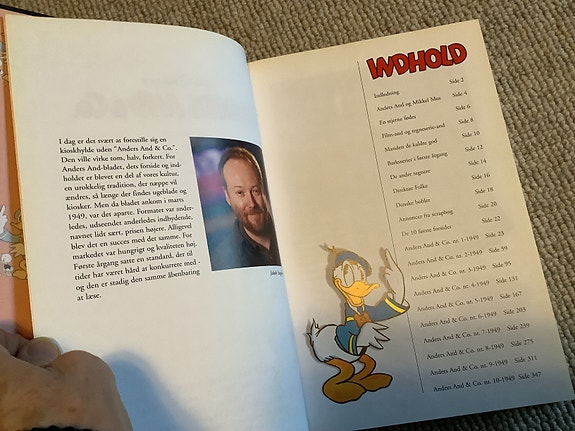 I dag er det svært at forestille sig en
kioskhylde uden "Anders And & Co.".
Den ville virke tom, halv, forkert. For
Anders And-bladet, dets forside og ind-
holdet er blevet en del af vores kultur,
en urokkelig tradition, der næppe vil
ændres, så længe der findes ugeblade og
kiosker. Men da bladet ankom i marts
1949, var det aparte. Formatet var ander-
ledes, udseendet anderledes indbydende,
navnet lidt sært, prisen højere. Alligevel
blev det en succes med det samme. For
markedet var hungrigt og kvaliteten høj.
Første årgang satte en standard, der til
tider har været hård at konkurrere med -
og den er stadig den samme åbenbaring
at læse.
Jakob
INDHOLD
Indledning Side 2
Anders And og Mikkel Mus Side 4
En stjerne fødes Side 6
Film-and og tegneserie-and Side 8
Manden de kaldte god Side 10
Barkserier i første årgang Side 12
De andre tegnere Side 14
Direktør Folke Side 16
Danske bobler Side 18
Annoncer fra scrapbog Side 20
De 10 første forsider Side 22
Anders And & Co. nr. 1-1949 Side 23
Anders And & Co. nr. 2-1949 Side 59
Anders And & Co. nr. 3-1949 Side 95
Anders And & Co. nr. 4-1949 Side 131
Anders And & Co. nr. 5-1949 Side 167
Anders And & Co. nr. 6-1949 Side 203
Anders And & Co. nr. 7-1949 Side 239
Anders And & Co. nr. 8-1949 Side 275
Anders And & Co. nr. 9-1949 Side 311
Anders And & Co. nr. 10-1949 Side 347